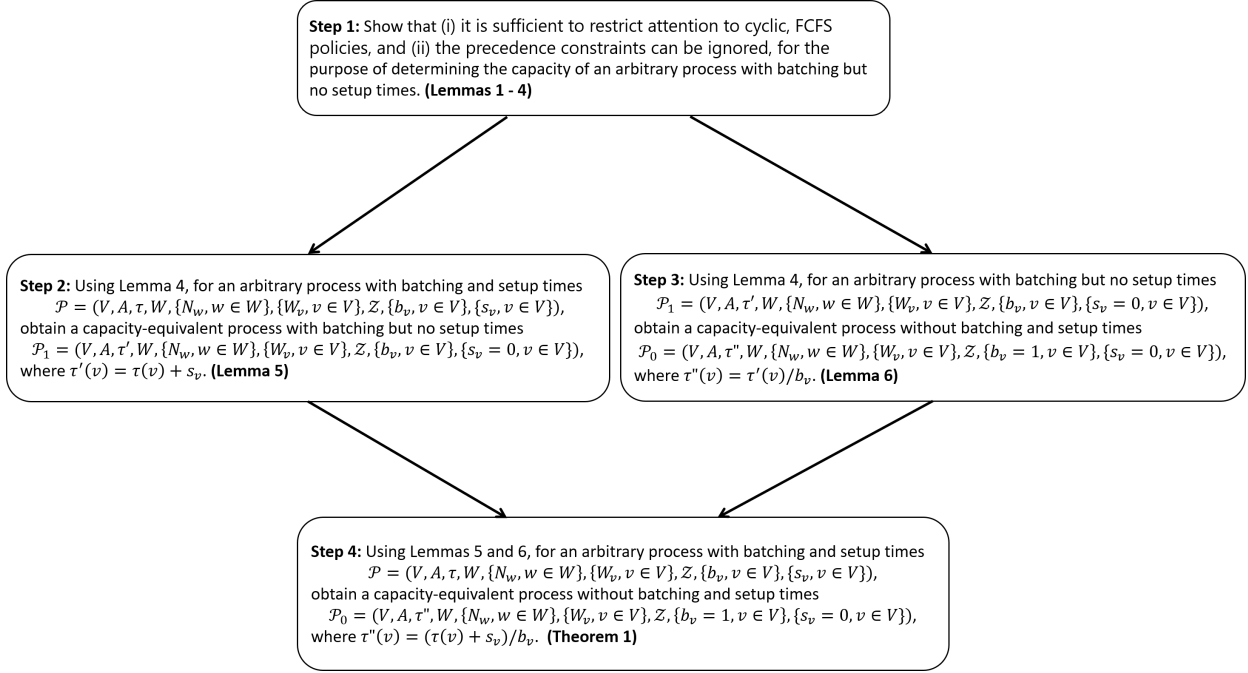 Step 1: Show that (i) it is sufficient to restrict attention to cyclic, FCFS
policies, and (ii) the precedence constraints can be ignored, for the
purpose of determining the capacity of an arbitrary process with batching but
no setup times. (Lemmas 1 - 4)
Step 2: Using Lemma 4, for an arbitrary process with batching and setup times
𝒫 = (V, A, τ, W, {N_w, w ∈ W}, {W_v, v ∈ V}, 𝒵, {b_v, v ∈ V}, {s_v, v ∈ V}),
obtain a capacity-equivalent process with batching but no setup times
𝒫₁ = (V, A, τ′, W, {N_w, w ∈ W}, {W_v, v ∈ V}, 𝒵, {b_v, v ∈ V}, {s_v = 0, v ∈ V}),
where τ′(v) = τ(v) + s_v. (Lemma 5)
Step 3: Using Lemma 4, for an arbitrary process with batching but no setup times
𝒫₁ = (V, A, τ′, W, {N_w, w ∈ W}, {W_v, v ∈ V}, 𝒵, {b_v, v ∈ V}, {s_v = 0, v ∈ V}),
obtain a capacity-equivalent process without batching and setup times
𝒫₀ = (V, A, τ", W, {N_w, w ∈ W}, {W_v, v ∈ V}, 𝒵, {b_v = 1, v ∈ V}, {s_v = 0, v ∈ V}),
where τ"(v) = τ′(v)/b_v. (Lemma 6)
Step 4: Using Lemmas 5 and 6, for an arbitrary process with batching and setup times
𝒫 = (V, A, τ, W, {N_w, w ∈ W}, {W_v, v ∈ V}, 𝒵, {b_v, v ∈ V}, {s_v, v ∈ V}),
obtain a capacity-equivalent process without batching and setup times
𝒫₀ = (V, A, τ", W, {N_w, w ∈ W}, {W_v, v ∈ V}, 𝒵, {b_v = 1, v ∈ V}, {s_v = 0, v ∈ V}),
where τ"(v) = (τ(v) + s_v)/b_v. (Theorem 1)